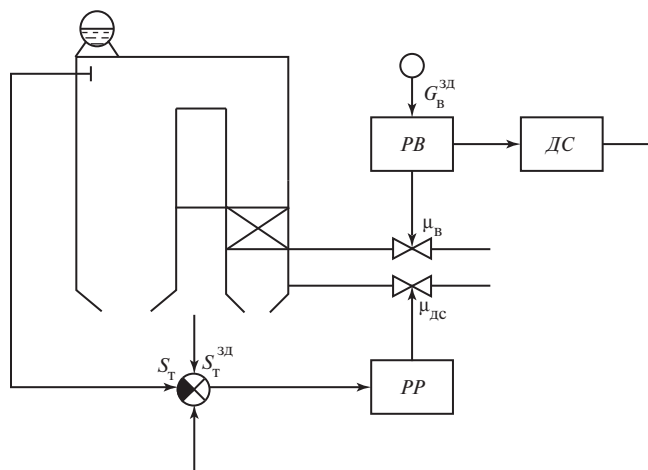 G_в^зд
РВ
ДС
μ_в
μ_дс
S_т
S_т^зд
РР